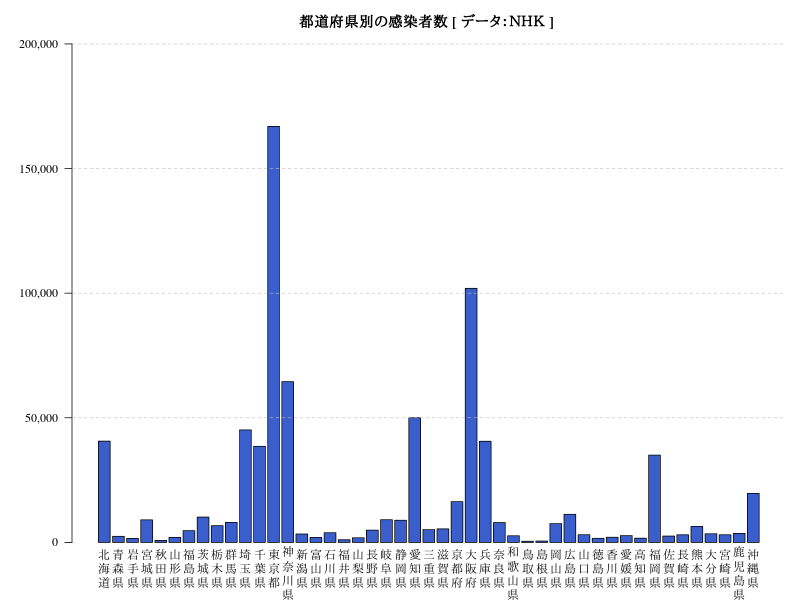 都道府県別の感染者数 [ データ：NHK ]
200,000
150,000
100,000
50,000
0
北海道
青森県
岩手県
宮城県
秋田県
山形県
福島県
茨城県
栃木県
群馬県
埼玉県
千葉県
東京都
神奈川県
新潟県
富山県
石川県
福井県
山梨県
長野県
岐阜県
静岡県
愛知県
三重県
滋賀県
京都府
大阪府
兵庫県
奈良県
和歌山県
鳥取県
島根県
岡山県
広島県
山口県
徳島県
香川県
愛媛県
高知県
福岡県
佐賀県
長崎県
熊本県
大分県
宮崎県
鹿児島県
沖縄県